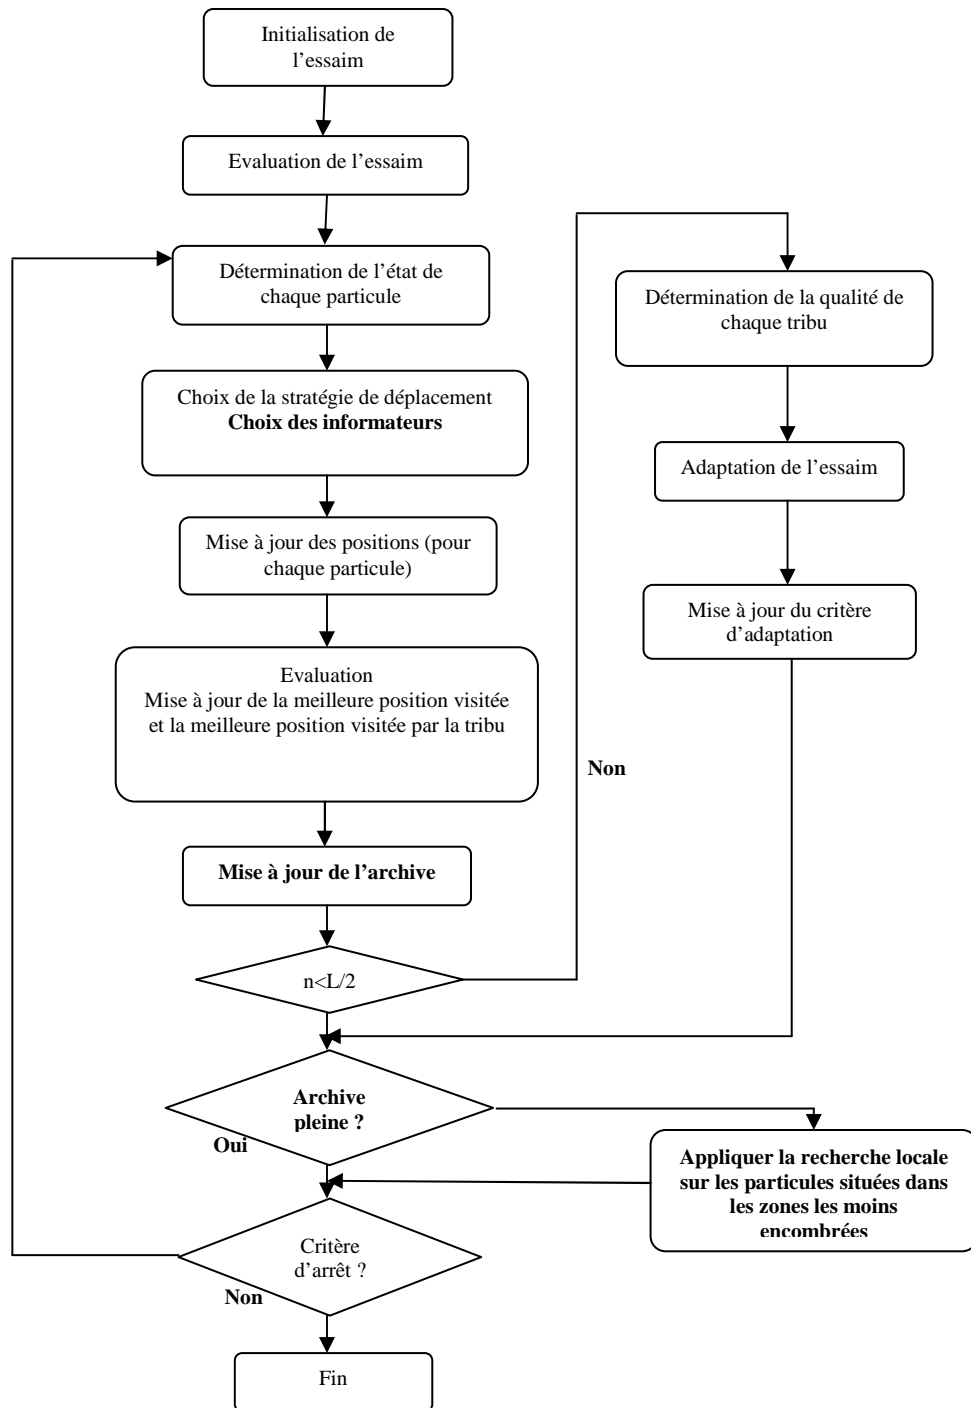 Initialisation de
l’essaim
Evaluation de l’essaim
Détermination de l’état de
chaque particule
Choix de la stratégie de déplacement
Choix des informateurs
Mise à jour des positions (pour
chaque particule)
Evaluation
Mise à jour de la meilleure position visitée
et la meilleure position visitée par la tribu
Mise à jour de l’archive
n<L/2
Non
Détermination de la qualité de
chaque tribu
Adaptation de l’essaim
Mise à jour du critère
d’adaptation
Archive
pleine ?
Oui
Appliquer la recherche locale
sur les particules situées dans
les zones les moins
encombrées
Critère
d’arrêt ?
Non
Fin